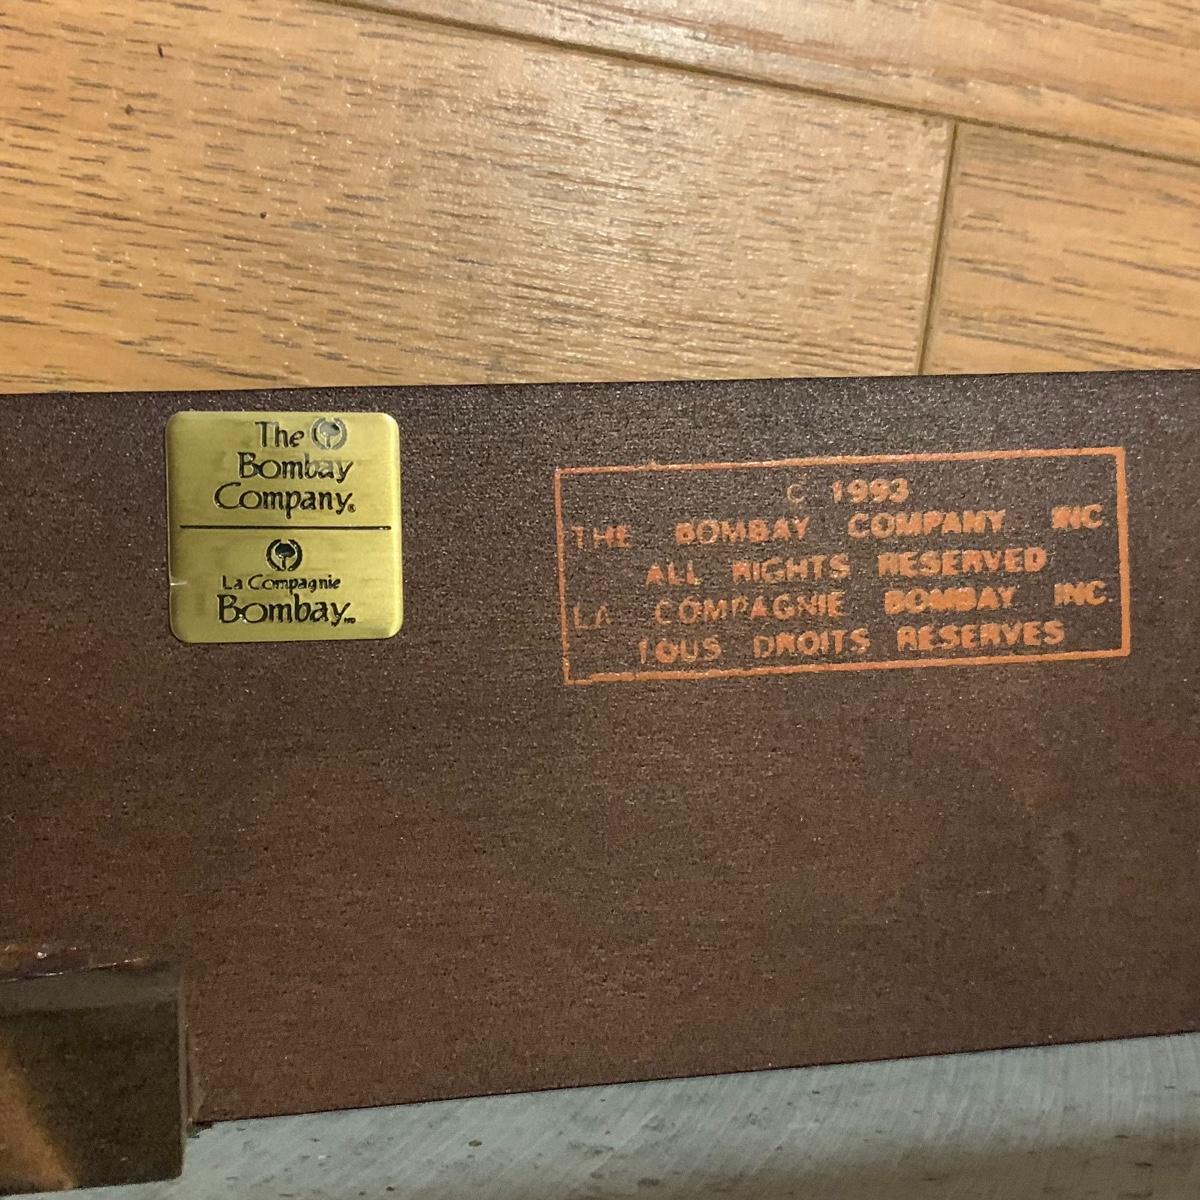 The
Bombay
Company®
La Compagnie
Bombay MD
C 1993
THE BOMBAY COMPANY INC
ALL RIGHTS RESERVED
LA COMPAGNIE BOMBAY INC.
TOUS DROITS RESERVES